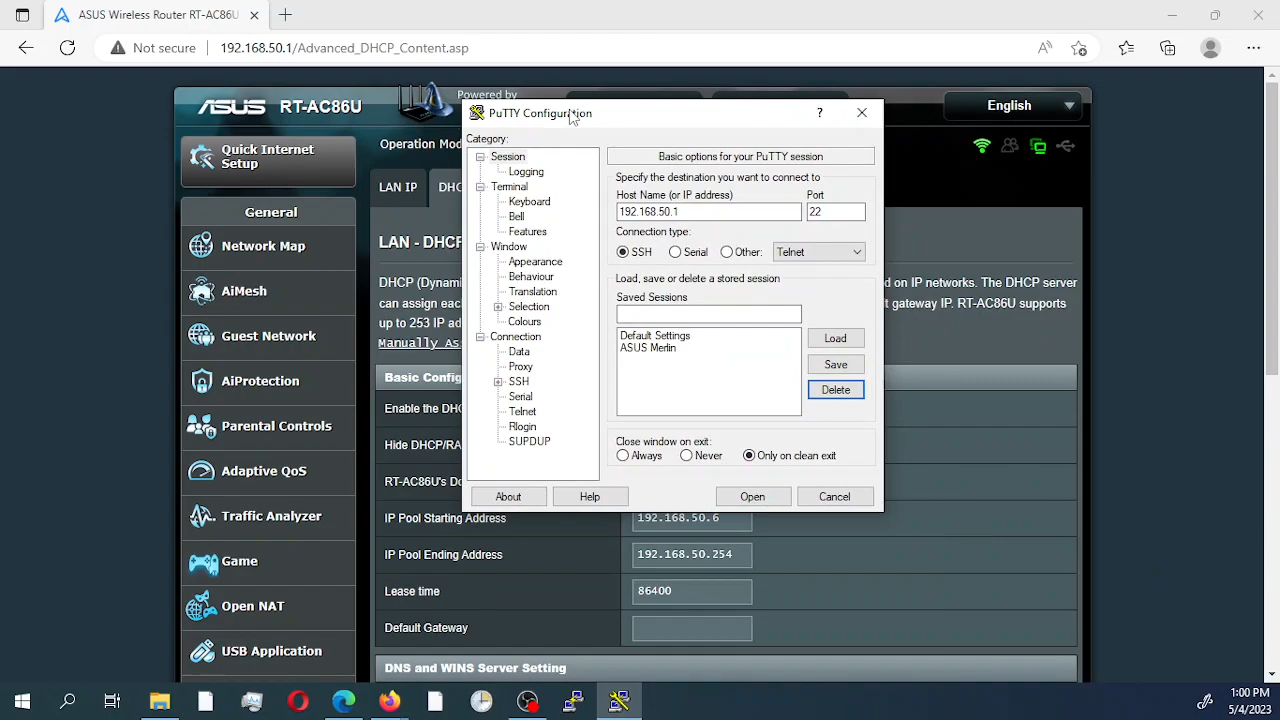 ASUS Wireless Router RT-AC86U
Not secure
192.168.50.1/Advanced_DHCP_Content.asp
ASUS RT-AC86U
Powered by
English
Quick Internet
Setup
Operation Mod
General
Network Map
AiMesh
Guest Network
AiProtection
Parental Controls
Adaptive QoS
Traffic Analyzer
Game
Open NAT
USB Application
LAN IP
DHC
LAN - DHCP
DHCP (Dynam
can assign each
up to 253 IP ad
Manually As
d on IP networks. The DHCP server
t gateway IP. RT-AC86U supports
Basic Config
Enable the DHC
Hide DHCP/RA
RT-AC86U's Do
IP Pool Starting Address
192.168.50.6
IP Pool Ending Address
192.168.50.254
Lease time
86400
Default Gateway
DNS and WINS Server Setting
PuTTY Configuration
?
Category:
Session
Logging
Terminal
Keyboard
Bell
Features
Window
Appearance
Behaviour
Translation
Selection
Colours
Connection
Data
Proxy
SSH
Serial
Telnet
Rlogin
SUPDUP
Basic options for your PuTTY session
Specify the destination you want to connect to
Host Name (or IP address)
Port
192.168.50.1
22
Connection type:
SSH
Serial
Other:
Telnet
Load, save or delete a stored session
Saved Sessions
Default Settings
ASUS Merlin
Load
Save
Delete
Close window on exit:
Always
Never
Only on clean exit
About
Help
Open
Cancel
1:00 PM
5/4/2023